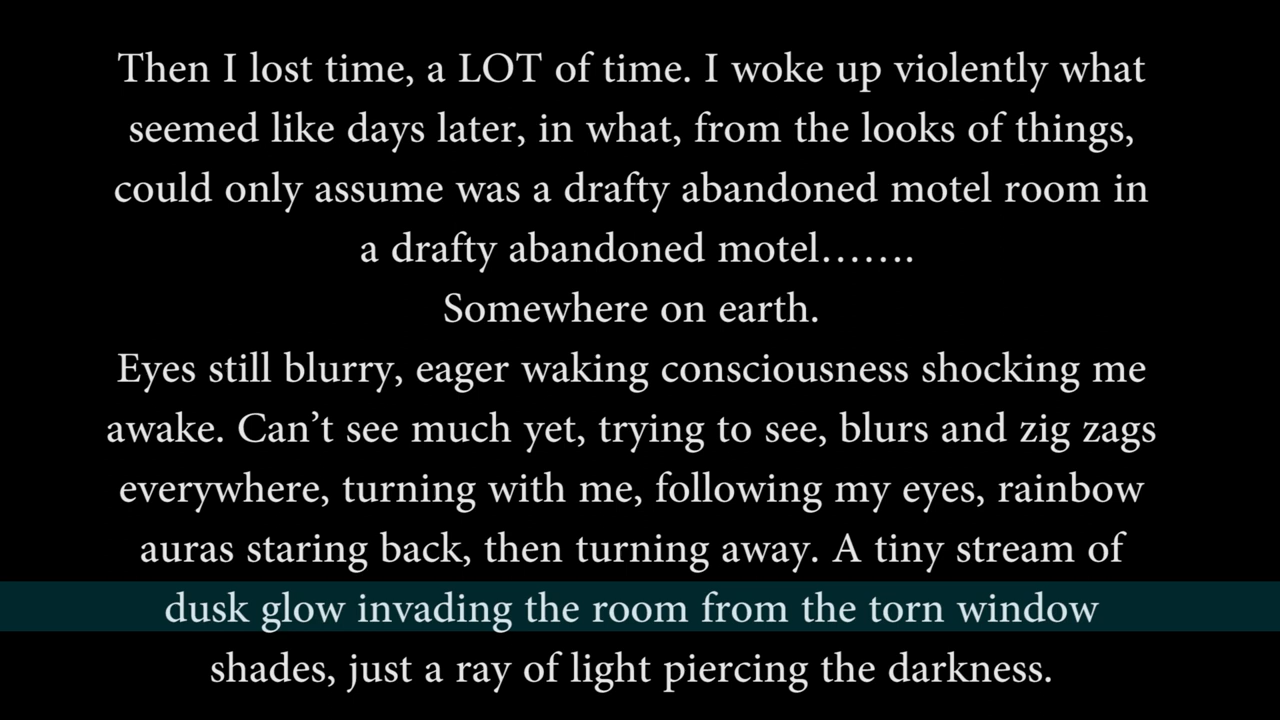 Then I lost time, a LOT of time. I woke up violently what
seemed like days later, in what, from the looks of things,
could only assume was a drafty abandoned motel room in
a drafty abandoned motel…….
Somewhere on earth.
Eyes still blurry, eager waking consciousness shocking me
awake. Can’t see much yet, trying to see, blurs and zig zags
everywhere, turning with me, following my eyes, rainbow
auras staring back, then turning away. A tiny stream of
dusk glow invading the room from the torn window
shades, just a ray of light piercing the darkness.